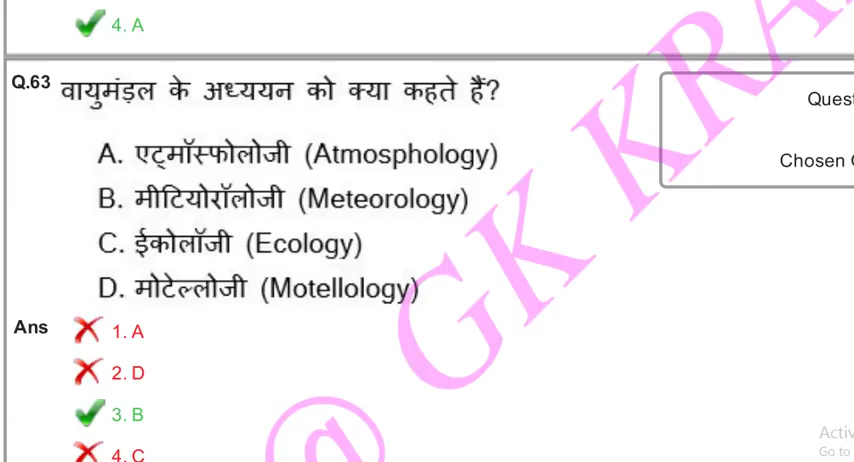 4. A
Q.63 वायुमंड़ल के अध्ययन को क्या कहते हैं?
Quest
Chosen
A. एट्मॉस्फोलोजी (Atmosphology)
B. मीटियोरॉलोजी (Meteorology)
C. ईकोलॉजी (Ecology)
D. मोटेल्लोजी (Motellology)
Ans
1. A
2. D
3. B
4. C
@ GK KRA
Activ
Go to